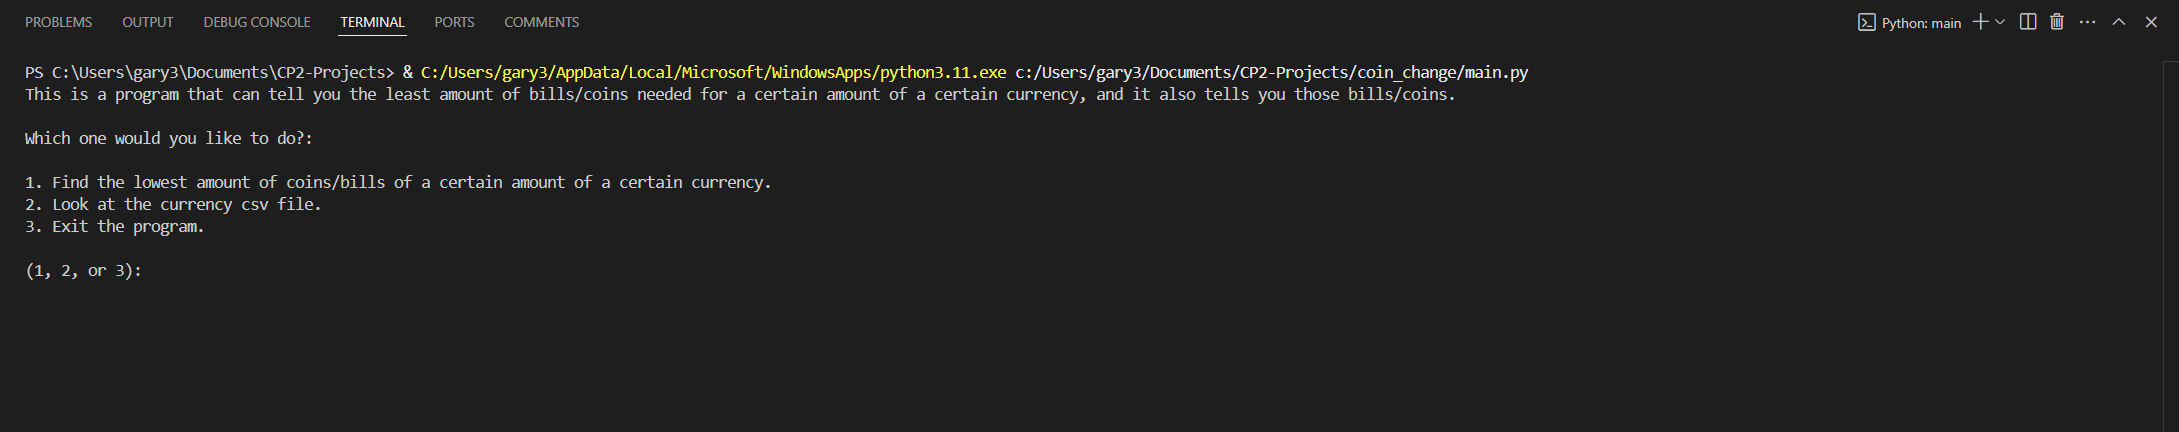 PROBLEMS OUTPUT DEBUG CONSOLE TERMINAL PORTS COMMENTS Python: main
PS C:\Users\gary3\Documents\CP2-Projects> & C:/Users/gary3/AppData/Local/Microsoft/WindowsApps/python3.11.exe c:/Users/gary3/Documents/CP2-Projects/coin_change/main.py
This is a program that can tell you the least amount of bills/coins needed for a certain amount of a certain currency, and it also tells you those bills/coins.
Which one would you like to do?:
1. Find the lowest amount of coins/bills of a certain amount of a certain currency.
2. Look at the currency csv file.
3. Exit the program.
(1, 2, or 3):